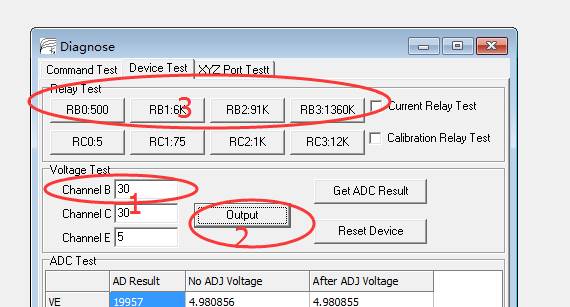 Diagnose
Command Test Device Test XYZ Port Testt
Relay Test
RB0:500 RB1:6K RB2:91K RB3:1360K Current Relay Test
3
RC0:5 RC1:75 RC2:1K RC3:12K Calibration Relay Test
Voltage Test
Channel B 30 Get ADC Result
1
Channel C 30 Output
2
Channel E 5 Reset Device
ADC Test
AD Result No ADJ Voltage After ADJ Voltage
VE 19957 4.980856 4.980855